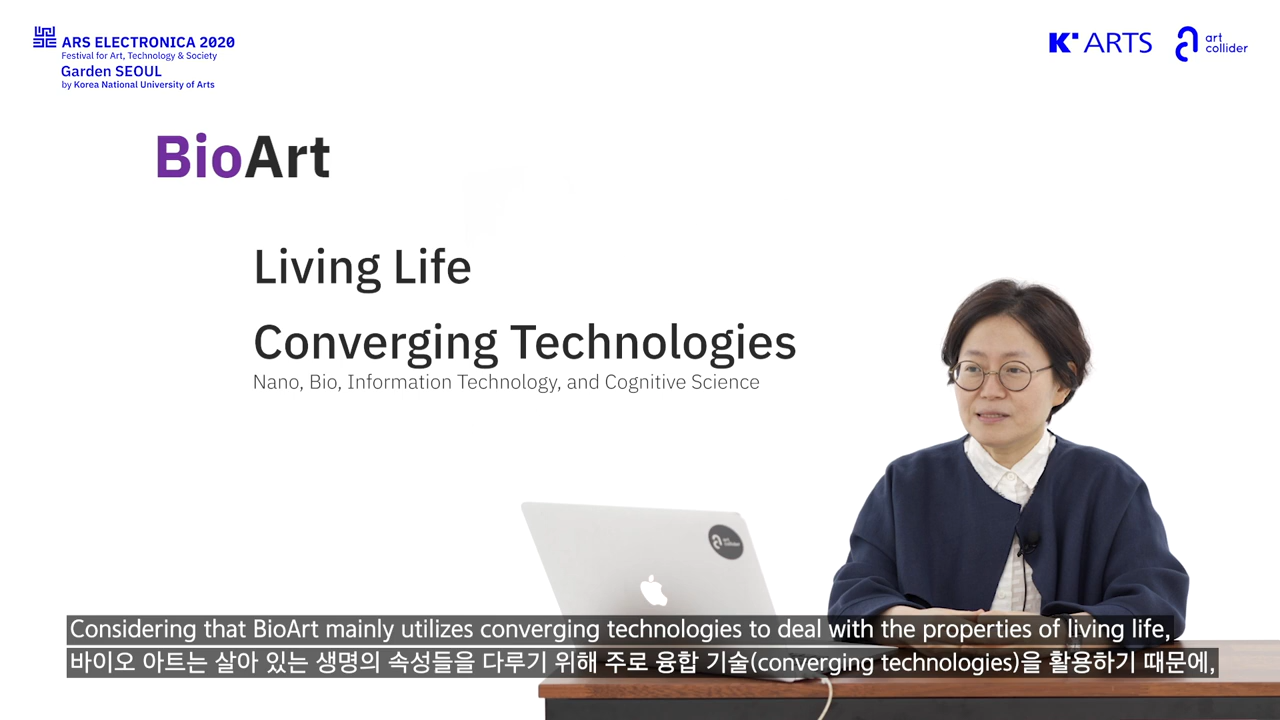 ARS ELECTRONICA 2020
Festival for Art, Technology & Society
Garden SEOUL
by Korea National University of Arts
K'ARTS
art
collider
BioArt
Living Life
Converging Technologies
Nano, Bio, Information Technology, and Cognitive Science
art
collider
Considering that BioArt mainly utilizes converging technologies to deal with the properties of living life,
바이오 아트는 살아 있는 생명의 속성들을 다루기 위해 주로 융합 기술(converging technologies)을 활용하기 때문에,